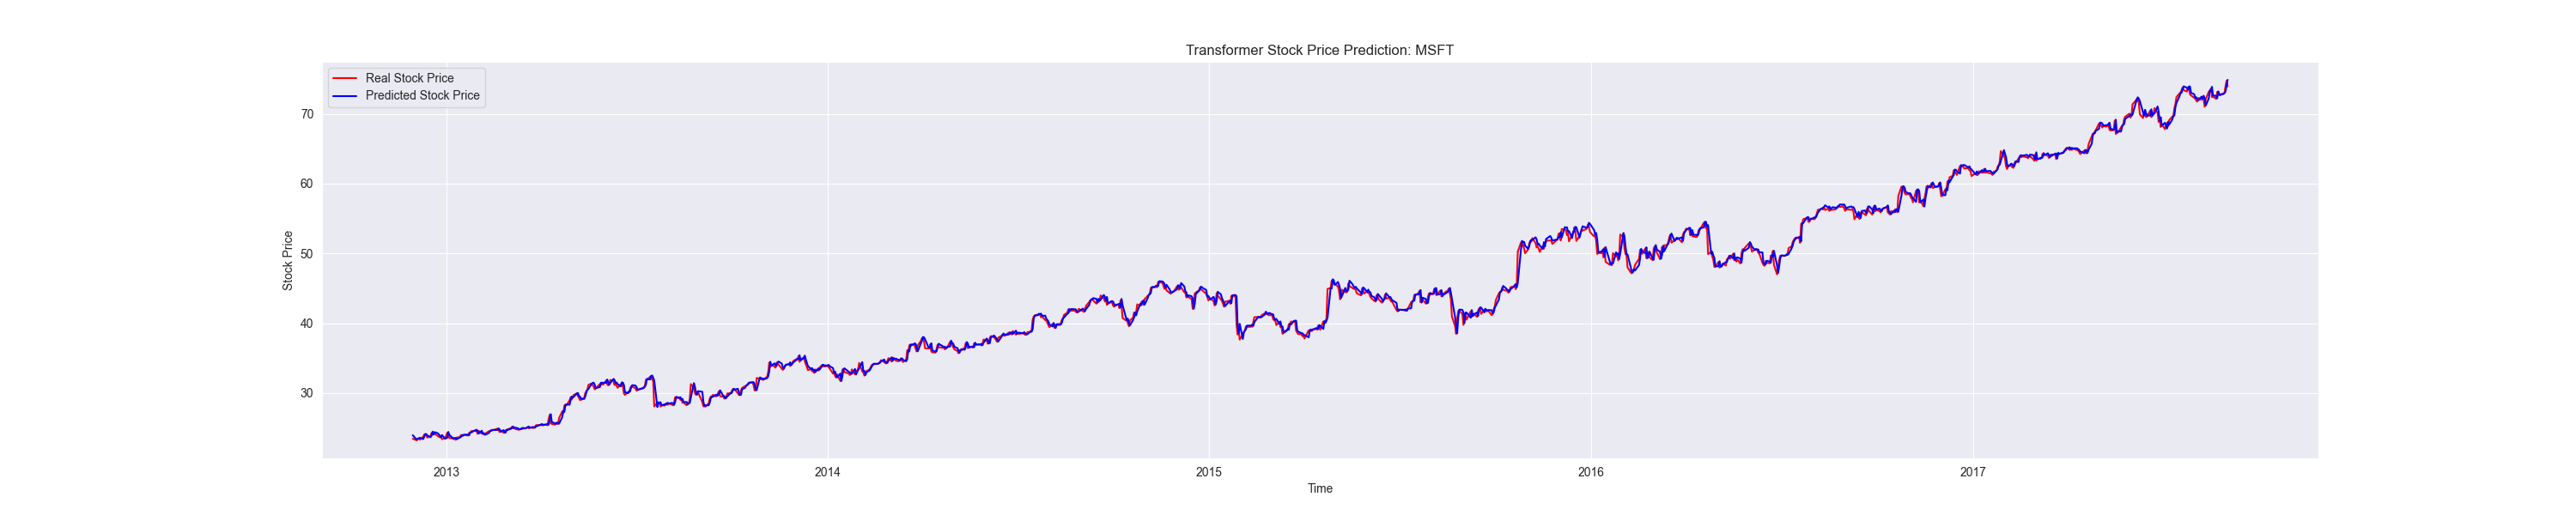 Transformer Stock Price Prediction: MSFT
Real Stock Price
Predicted Stock Price
70
60
50
40
30
Stock Price
2013 2014 2015 2016 2017
Time